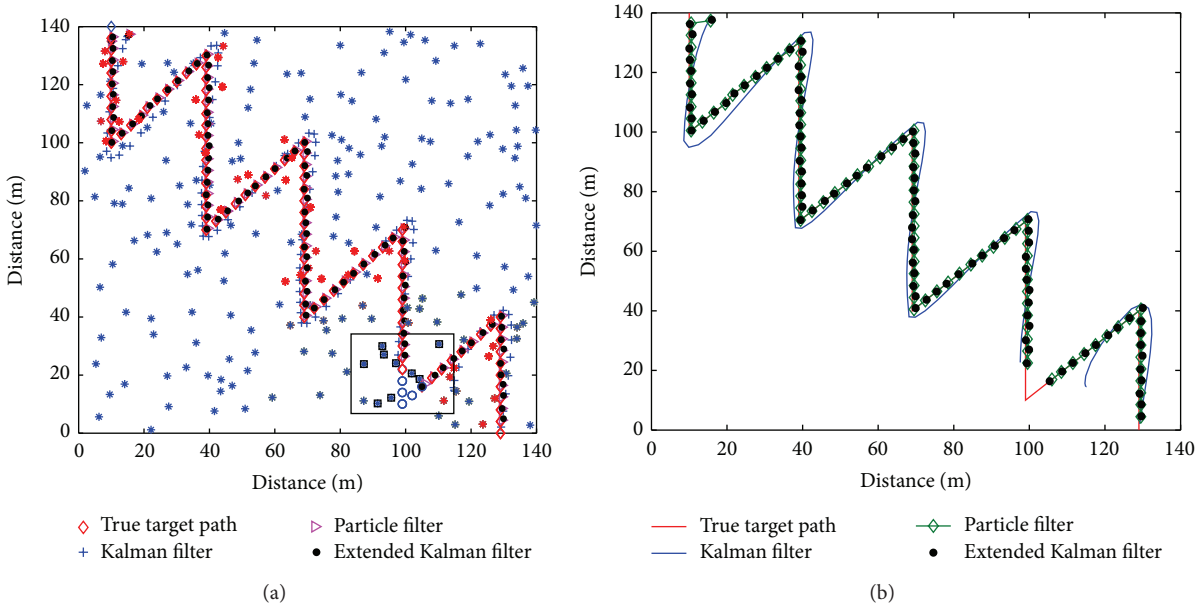 140
120
100
80
60
40
20
0
Distance (m)
0 20 40 60 80 100 120 140
Distance (m)
True target path
Particle filter
Kalman filter
Extended Kalman filter
(a)
140
120
100
80
60
40
20
0
Distance (m)
0 20 40 60 80 100 120 140
Distance (m)
True target path
Particle filter
Kalman filter
Extended Kalman filter
(b)